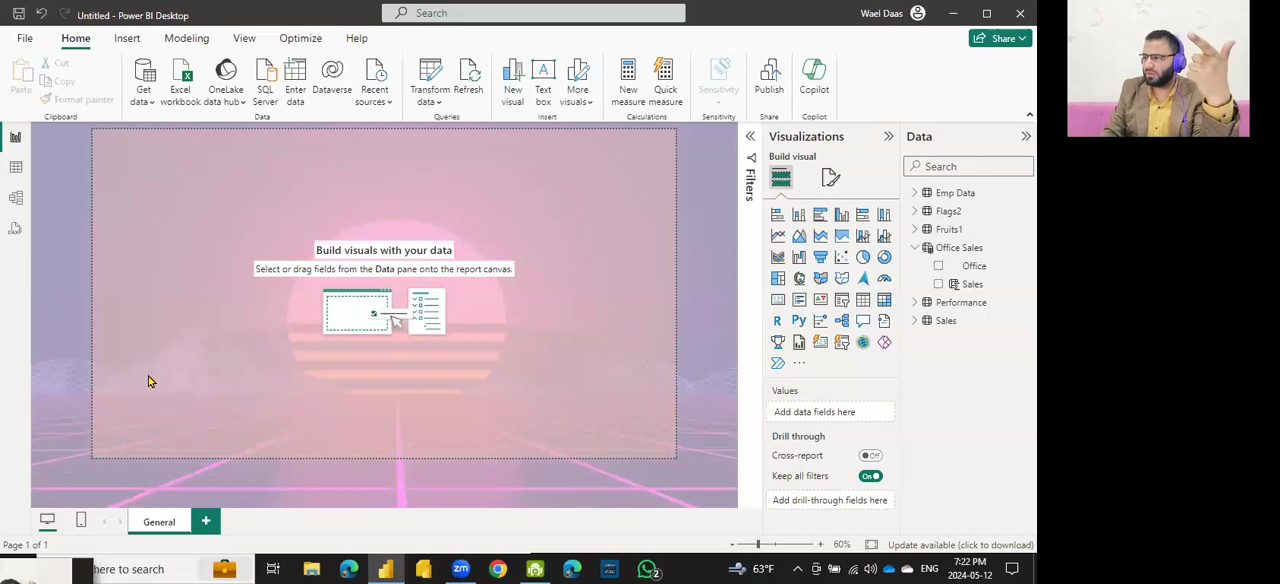 Untitled - Power BI Desktop
Search
Wael Daas
File
Home
Insert
Modeling
View
Optimize
Help
Share
Paste
Cut
Copy
Format painter
Clipboard
Get data
Excel workbook
OneLake data hub
SQL Server
Enter data
Dataverse
Recent sources
Data
Transform data
Refresh
Queries
New visual
Text box
More visuals
Insert
New measure
Quick measure
Calculations
Sensitivity
Sensitivity
Publish
Share
Copilot
Copilot
Build visuals with your data
Select or drag fields from the Data pane onto the report canvas.
Filters
Visualizations
Build visual
R
Py
Values
Add data fields here
Drill through
Cross-report
Off
Keep all filters
On
Add drill-through fields here
Data
Search
Emp Data
Flags2
Fruits1
Office Sales
Office
Sales
Performance
Sales
General
Page 1 of 1
60%
Update available (click to download)
here to search
zm
2
63°F
ENG
7:22 PM
2024-05-12